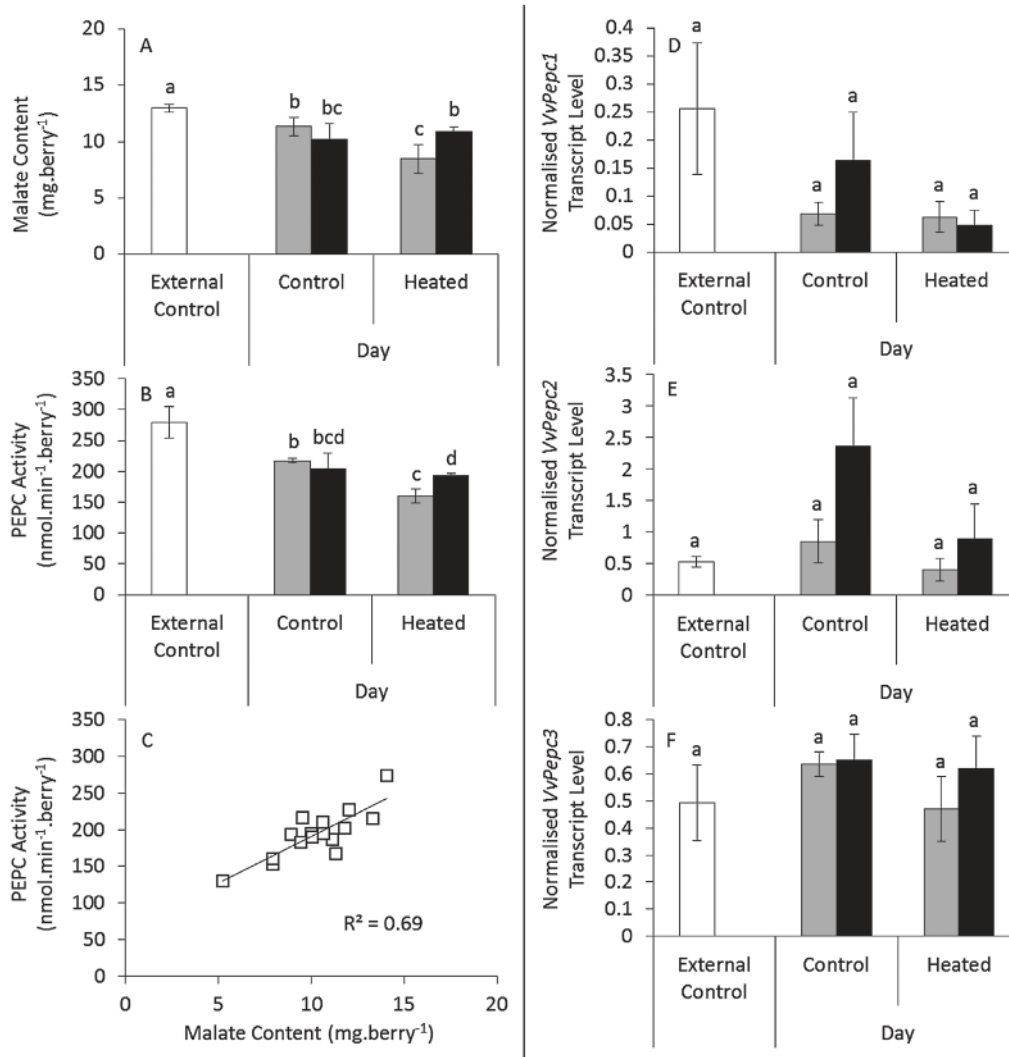 A
Malate Content
(mg.berry⁻¹)
20
15
10
5
0
a
b
bc
c
b
External
Control
Control
Heated
Day
B
PEPC Activity
(nmol.min⁻¹.berry⁻¹)
350
300
250
200
150
100
50
0
a
b
bcd
c
d
External
Control
Control
Heated
Day
C
PEPC Activity
(nmol.min⁻¹.berry⁻¹)
350
300
250
200
150
100
50
0
R² = 0.69
0
5
10
15
20
Malate Content (mg.berry⁻¹)
D
Normalised VvPepc1
Transcript Level
0.4
0.35
0.3
0.25
0.2
0.15
0.1
0.05
0
a
a
a
a
a
External
Control
Control
Heated
Day
E
Normalised VvPepc2
Transcript Level
3.5
3
2.5
2
1.5
1
0.5
0
a
a
a
a
a
External
Control
Control
Heated
Day
F
Normalised VvPepc3
Transcript Level
0.8
0.7
0.6
0.5
0.4
0.3
0.2
0.1
0
a
a
a
a
a
External
Control
Control
Heated
Day